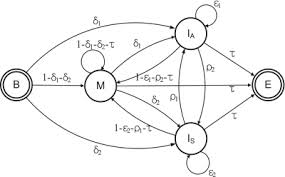 ε₁
δ₁
I_A
1-δ₁-δ₂-τ
δ₁
τ
1-δ₁-δ₂
1-ε₁-ρ₂-τ
ρ₂
B
M
τ
E
δ₂
ρ₁
1-ε₂-ρ₁-τ
τ
δ₂
I_S
ε₂